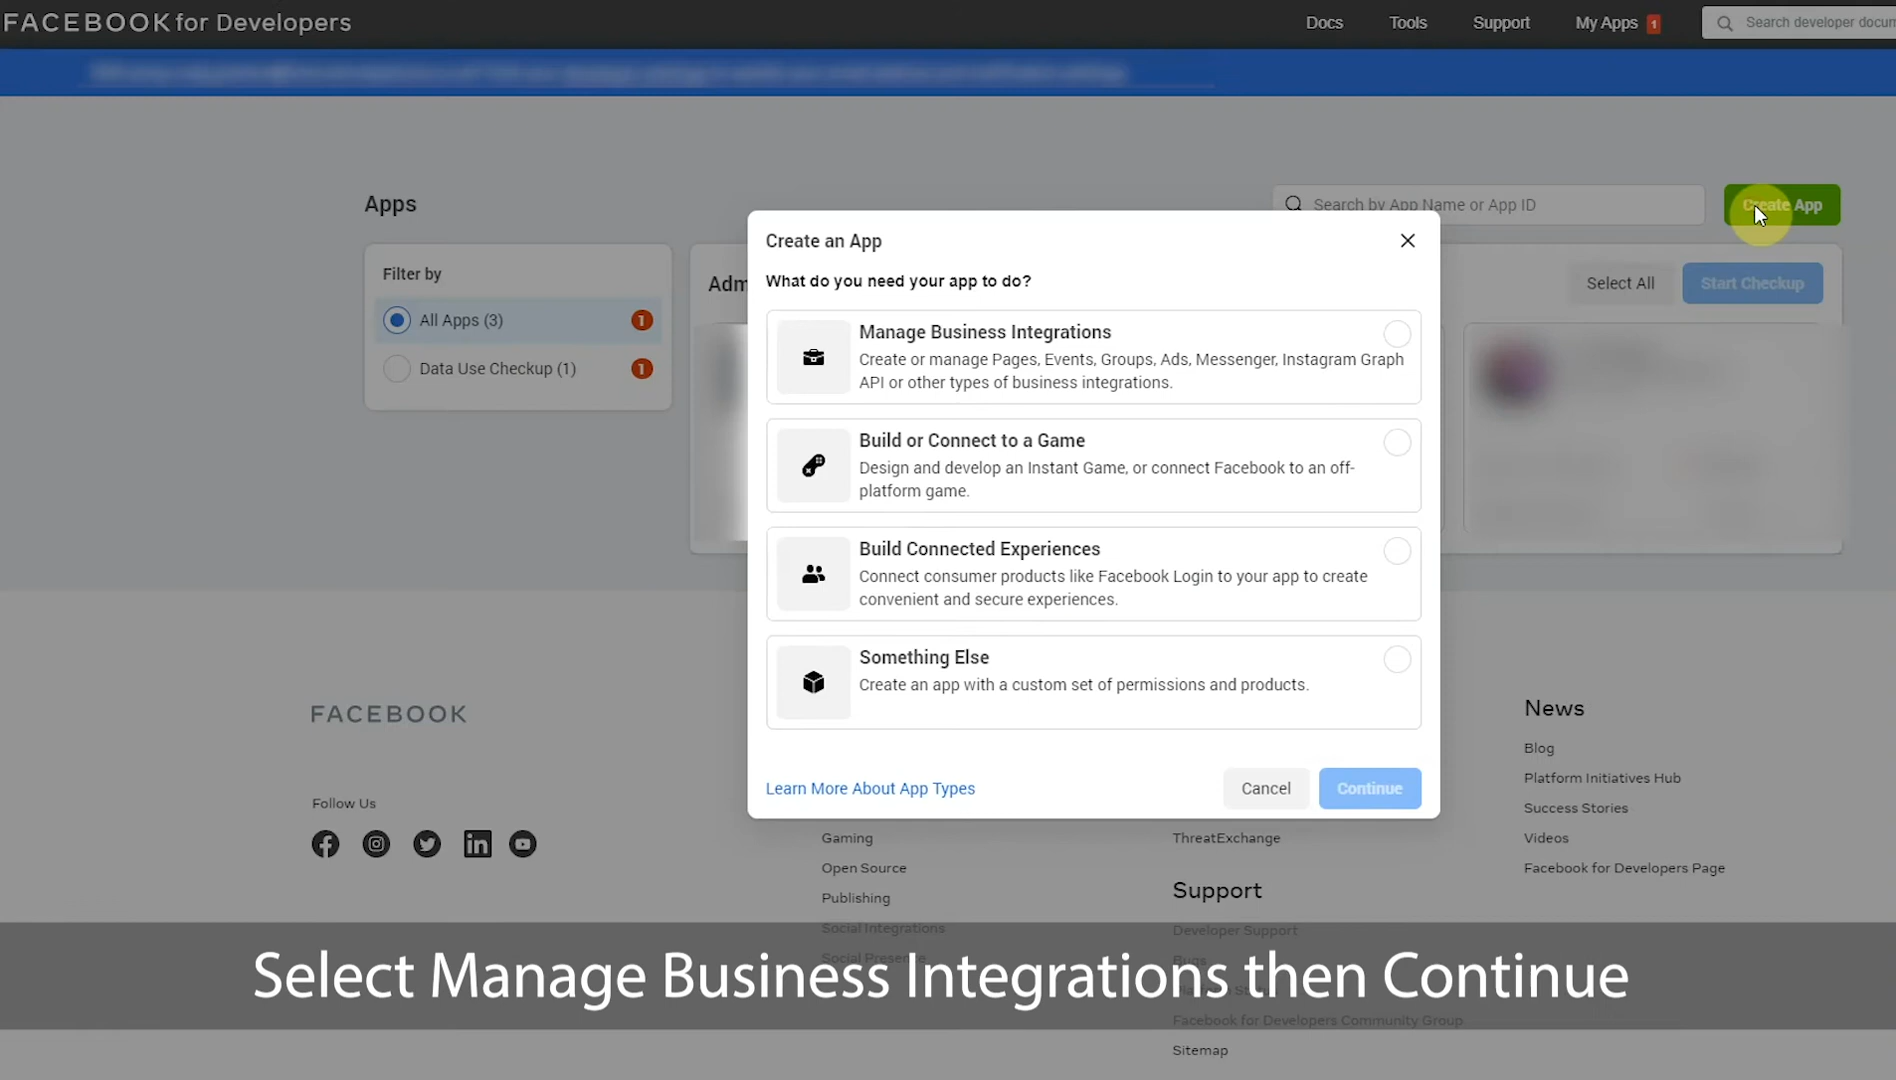 FACEBOOK for Developers
Docs
Tools
Support
My Apps 1
Search developer docum
Apps
Search by App Name or App ID
Create App
Filter by
All Apps (3) 1
Data Use Checkup (1) 1
Adm
Select All
Start Checkup
Create an App
What do you need your app to do?
Manage Business Integrations
Create or manage Pages, Events, Groups, Ads, Messenger, Instagram Graph
API or other types of business integrations.
Build or Connect to a Game
Design and develop an Instant Game, or connect Facebook to an off-
platform game.
Build Connected Experiences
Connect consumer products like Facebook Login to your app to create
convenient and secure experiences.
Something Else
Create an app with a custom set of permissions and products.
Learn More About App Types
Cancel
Continue
FACEBOOK
Follow Us
Gaming
Open Source
Publishing
Social Integrations
ThreatExchange
Support
Developer Support
Bugs
Facebook for Developers Community Group
Sitemap
News
Blog
Platform Initiatives Hub
Success Stories
Videos
Facebook for Developers Page
Select Manage Business Integrations then Continue